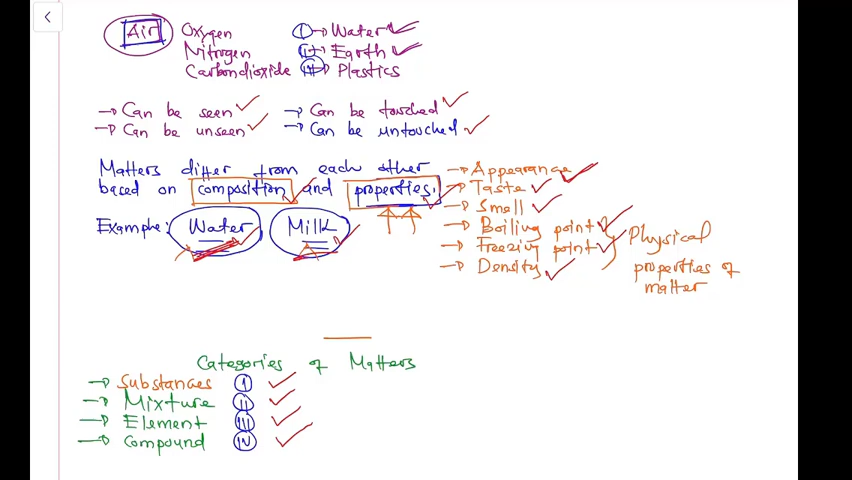 Air Oxygen I → Water
Nitrogen II → Earth
Carbondioxide III → Plastics
→ Can be seen → Can be touched
→ Can be unseen → Can be untouched
Matters differ from each other
based on composition and properties.
→ Appearance
→ Taste
→ Smell
→ Boiling point
→ Freezing point
→ Density
Physical
properties of
matter
Example: Water Milk
Categories of Matters
→ Substances I
→ Mixture II
→ Element III
→ Compound IV